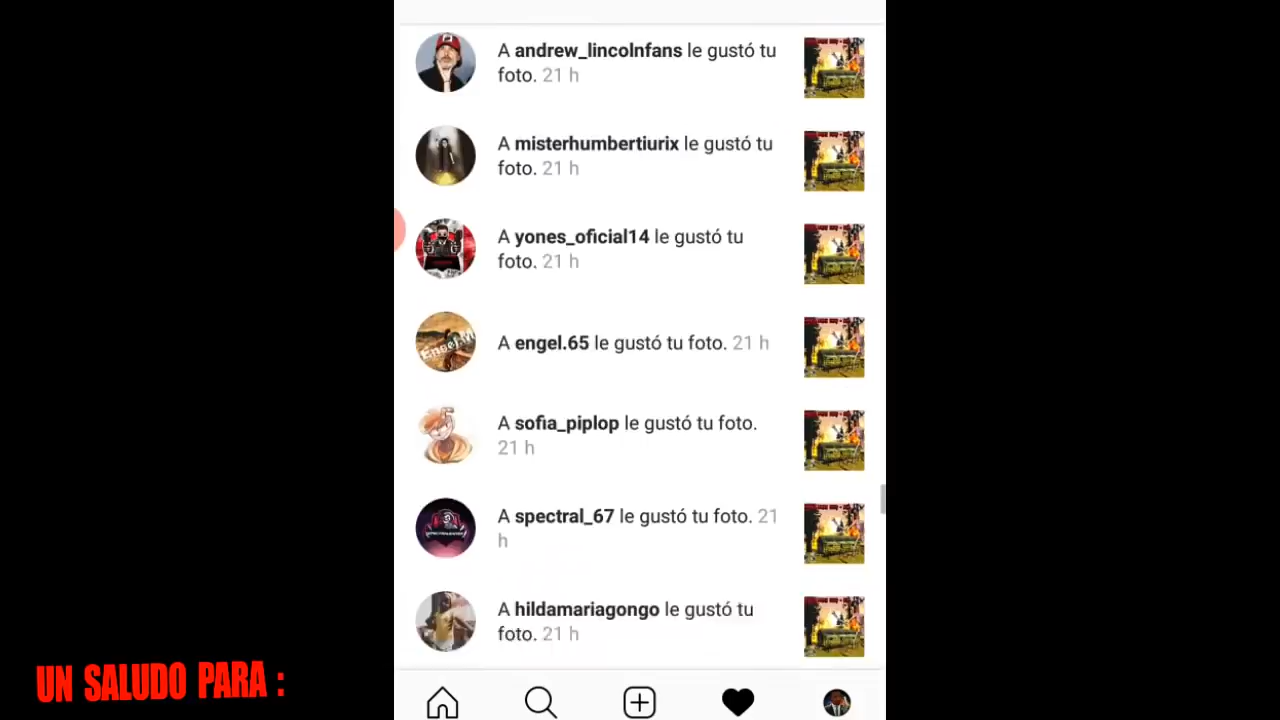 A andrew_lincolnfans le gustó tu
foto. 21 h
A misterhumbertiurix le gustó tu
foto. 21 h
A yones_oficial14 le gustó tu
foto. 21 h
A engel.65 le gustó tu foto. 21 h
A sofia_piplop le gustó tu foto.
21 h
A spectral_67 le gustó tu foto. 21
h
A hildamariagongo le gustó tu
foto. 21 h
UN SALUDO PARA :